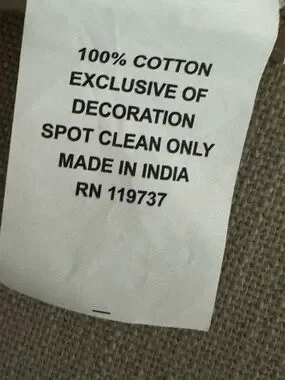 100% COTTON
EXCLUSIVE OF
DECORATION
SPOT CLEAN ONLY
MADE IN INDIA
RN 119737